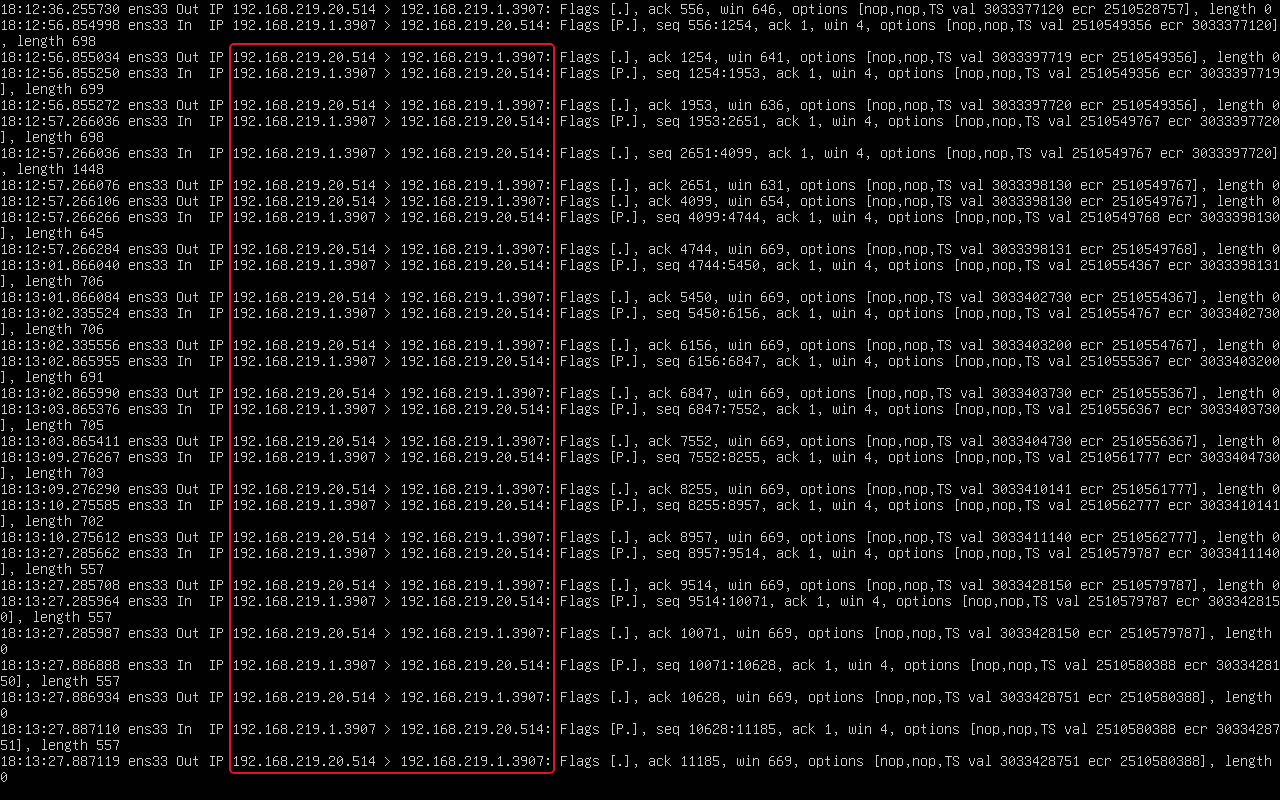 18:12:36.255730 ens33 Out IP 192.168.219.20.514 > 192.168.219.1.3907: Flags [.], ack 556, win 646, options [nop,nop,TS val 3033377120 ecr 2510528757], length 0
18:12:56.854998 ens33 In  IP 192.168.219.1.3907 > 192.168.219.20.514: Flags [P.], seq 556:1254, ack 1, win 4, options [nop,nop,TS val 2510549356 ecr 3033377120]
, length 698
18:12:56.855034 ens33 Out IP 192.168.219.20.514 > 192.168.219.1.3907: Flags [.], ack 1254, win 641, options [nop,nop,TS val 3033397719 ecr 2510549356], length 0
18:12:56.855250 ens33 In  IP 192.168.219.1.3907 > 192.168.219.20.514: Flags [P.], seq 1254:1953, ack 1, win 4, options [nop,nop,TS val 2510549356 ecr 3033397719
], length 699
18:12:56.855272 ens33 Out IP 192.168.219.20.514 > 192.168.219.1.3907: Flags [.], ack 1953, win 636, options [nop,nop,TS val 3033397720 ecr 2510549356], length 0
18:12:57.266036 ens33 In  IP 192.168.219.1.3907 > 192.168.219.20.514: Flags [P.], seq 1953:2651, ack 1, win 4, options [nop,nop,TS val 2510549767 ecr 3033397720
], length 698
18:12:57.266036 ens33 In  IP 192.168.219.1.3907 > 192.168.219.20.514: Flags [.], seq 2651:4099, ack 1, win 4, options [nop,nop,TS val 2510549767 ecr 3033397720]
, length 1448
18:12:57.266076 ens33 Out IP 192.168.219.20.514 > 192.168.219.1.3907: Flags [.], ack 2651, win 631, options [nop,nop,TS val 3033398130 ecr 2510549767], length 0
18:12:57.266106 ens33 Out IP 192.168.219.20.514 > 192.168.219.1.3907: Flags [.], ack 4099, win 654, options [nop,nop,TS val 3033398130 ecr 2510549767], length 0
18:12:57.266266 ens33 In  IP 192.168.219.1.3907 > 192.168.219.20.514: Flags [P.], seq 4099:4744, ack 1, win 4, options [nop,nop,TS val 2510549768 ecr 3033398130
], length 645
18:12:57.266284 ens33 Out IP 192.168.219.20.514 > 192.168.219.1.3907: Flags [.], ack 4744, win 669, options [nop,nop,TS val 3033398131 ecr 2510549768], length 0
18:13:01.866040 ens33 In  IP 192.168.219.1.3907 > 192.168.219.20.514: Flags [P.], seq 4744:5450, ack 1, win 4, options [nop,nop,TS val 2510554367 ecr 3033398131
], length 706
18:13:01.866084 ens33 Out IP 192.168.219.20.514 > 192.168.219.1.3907: Flags [.], ack 5450, win 669, options [nop,nop,TS val 3033402730 ecr 2510554367], length 0
18:13:02.335524 ens33 In  IP 192.168.219.1.3907 > 192.168.219.20.514: Flags [P.], seq 5450:6156, ack 1, win 4, options [nop,nop,TS val 2510554767 ecr 3033402730
], length 706
18:13:02.335556 ens33 Out IP 192.168.219.20.514 > 192.168.219.1.3907: Flags [.], ack 6156, win 669, options [nop,nop,TS val 3033403200 ecr 2510554767], length 0
18:13:02.865955 ens33 In  IP 192.168.219.1.3907 > 192.168.219.20.514: Flags [P.], seq 6156:6847, ack 1, win 4, options [nop,nop,TS val 2510555367 ecr 3033403200
], length 691
18:13:02.865990 ens33 Out IP 192.168.219.20.514 > 192.168.219.1.3907: Flags [.], ack 6847, win 669, options [nop,nop,TS val 3033403730 ecr 2510555367], length 0
18:13:03.865376 ens33 In  IP 192.168.219.1.3907 > 192.168.219.20.514: Flags [P.], seq 6847:7552, ack 1, win 4, options [nop,nop,TS val 2510556367 ecr 3033403730
], length 705
18:13:03.865411 ens33 Out IP 192.168.219.20.514 > 192.168.219.1.3907: Flags [.], ack 7552, win 669, options [nop,nop,TS val 3033404730 ecr 2510556367], length 0
18:13:09.276267 ens33 In  IP 192.168.219.1.3907 > 192.168.219.20.514: Flags [P.], seq 7552:8255, ack 1, win 4, options [nop,nop,TS val 2510561777 ecr 3033404730
], length 703
18:13:09.276290 ens33 Out IP 192.168.219.20.514 > 192.168.219.1.3907: Flags [.], ack 8255, win 669, options [nop,nop,TS val 3033410141 ecr 2510561777], length 0
18:13:10.275585 ens33 In  IP 192.168.219.1.3907 > 192.168.219.20.514: Flags [P.], seq 8255:8957, ack 1, win 4, options [nop,nop,TS val 2510562777 ecr 3033410141
], length 702
18:13:10.275612 ens33 Out IP 192.168.219.20.514 > 192.168.219.1.3907: Flags [.], ack 8957, win 669, options [nop,nop,TS val 3033411140 ecr 2510562777], length 0
18:13:27.285662 ens33 In  IP 192.168.219.1.3907 > 192.168.219.20.514: Flags [P.], seq 8957:9514, ack 1, win 4, options [nop,nop,TS val 2510579787 ecr 3033411140
], length 557
18:13:27.285708 ens33 Out IP 192.168.219.20.514 > 192.168.219.1.3907: Flags [.], ack 9514, win 669, options [nop,nop,TS val 3033428150 ecr 2510579787], length 0
18:13:27.285964 ens33 In  IP 192.168.219.1.3907 > 192.168.219.20.514: Flags [P.], seq 9514:10071, ack 1, win 4, options [nop,nop,TS val 2510579787 ecr 303342815
0], length 557
18:13:27.285987 ens33 Out IP 192.168.219.20.514 > 192.168.219.1.3907: Flags [.], ack 10071, win 669, options [nop,nop,TS val 3033428150 ecr 2510579787], length
0
18:13:27.886888 ens33 In  IP 192.168.219.1.3907 > 192.168.219.20.514: Flags [P.], seq 10071:10628, ack 1, win 4, options [nop,nop,TS val 2510580388 ecr 30334281
50], length 557
18:13:27.886934 ens33 Out IP 192.168.219.20.514 > 192.168.219.1.3907: Flags [.], ack 10628, win 669, options [nop,nop,TS val 3033428751 ecr 2510580388], length
0
18:13:27.887110 ens33 In  IP 192.168.219.1.3907 > 192.168.219.20.514: Flags [P.], seq 10628:11185, ack 1, win 4, options [nop,nop,TS val 2510580388 ecr 30334287
51], length 557
18:13:27.887119 ens33 Out IP 192.168.219.20.514 > 192.168.219.1.3907: Flags [.], ack 11185, win 669, options [nop,nop,TS val 3033428751 ecr 2510580388], length
0